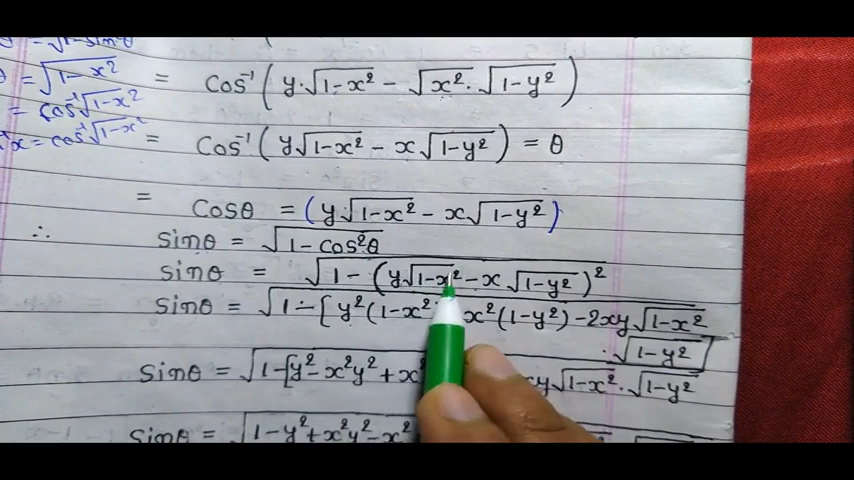 = √1-x² = Cos⁻¹(y.√1-x² - √x².√1-y²)
= cos⁻¹√1-x²
x = cos⁻¹√1-x² = Cos⁻¹(y√1-x² - x√1-y²) = θ
= Cosθ = (y.√1-x² - x√1-y²)
∴ sinθ = √1-cos²θ
sinθ = √1-(y√1-x² - x√1-y²)²
sinθ = √1-[y²(1-x² x²(1-y²) -2xy√1-x²
.√1-y²]
sinθ = √1-[y²-x²y²+x² xy√1-x².√1-y²
sinθ = √1-y²+x²y²-x²